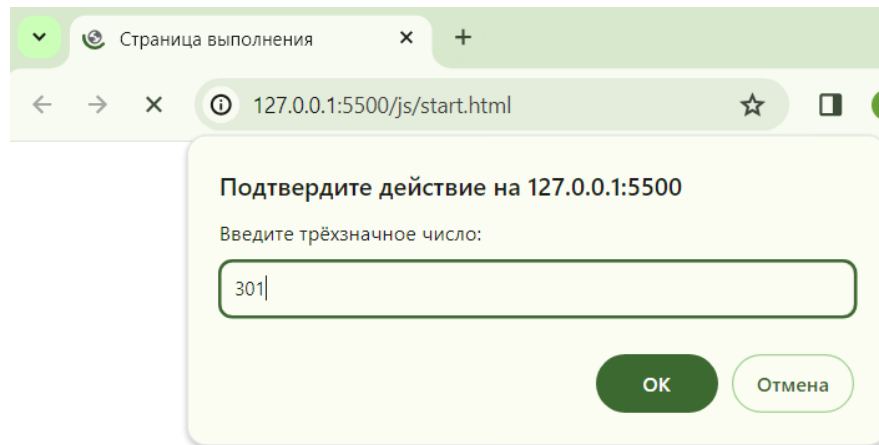 Страница выполнения
127.0.0.1:5500/js/start.html
Подтвердите действие на 127.0.0.1:5500
Введите трёхзначное число:
301
ОК Отмена